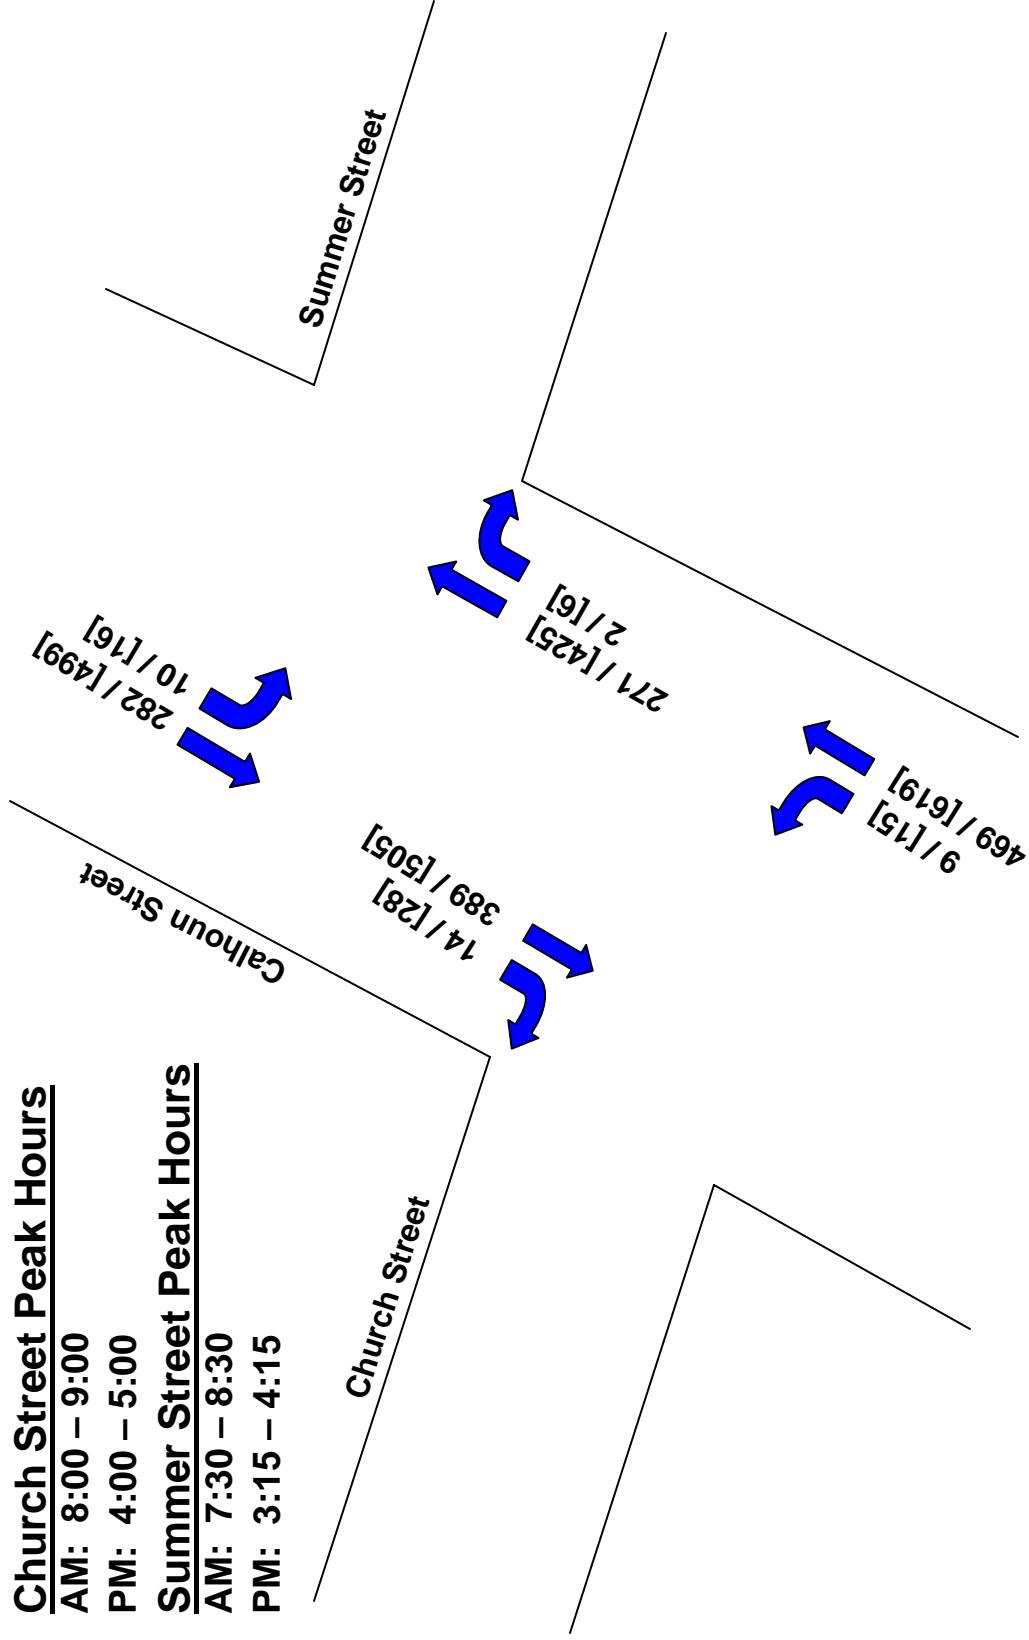 Church Street Peak Hours
AM: 8:00 – 9:00
PM: 4:00 – 5:00
Summer Street Peak Hours
AM: 7:30 – 8:30
PM: 3:15 – 4:15
Church Street
Calhoun Street
Summer Street
282 / [499]
10 / [16]
14 / [28]
389 / [505]
271 / [425]
2 / [6]
9 / [15]
469 / [619]